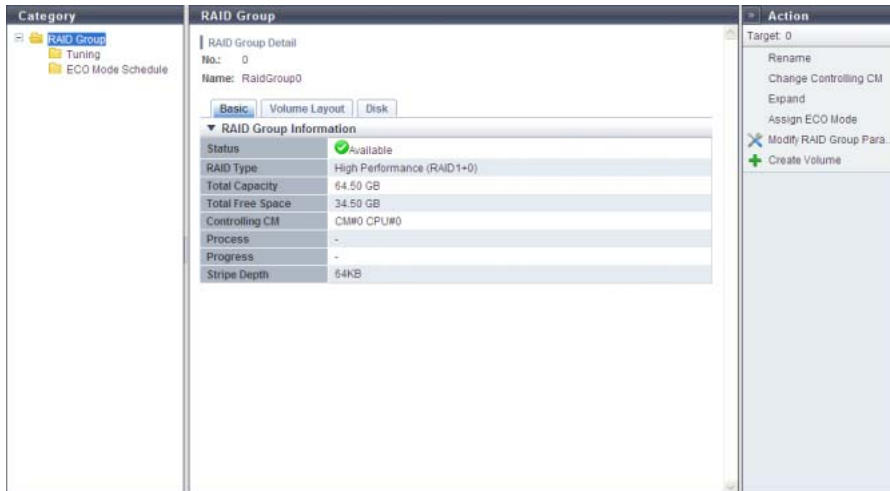 Category
RAID Group
Tuning
ECO Mode Schedule
RAID Group
RAID Group Detail
No.: 0
Name: RaidGroup0
Basic Volume Layout Disk
▼ RAID Group Information
Status Available
RAID Type High Performance (RAID1+0)
Total Capacity 64.50 GB
Total Free Space 34.50 GB
Controlling CM CM#0 CPU#0
Process -
Progress -
Stripe Depth 64KB
» Action
Target: 0
Rename
Change Controlling CM
Expand
Assign ECO Mode
Modify RAID Group Para..
Create Volume